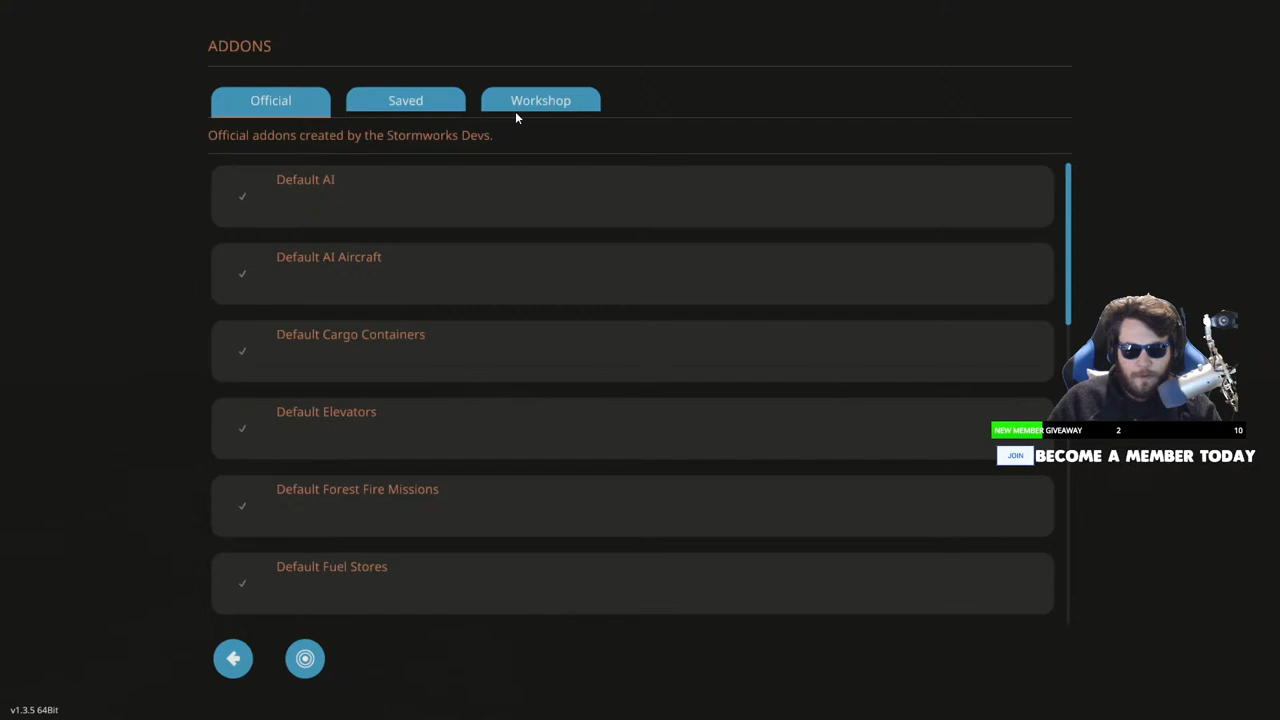 ADDONS
Official Saved Workshop
Official addons created by the Stormworks Devs.
Default AI
Default AI Aircraft
Default Cargo Containers
Default Elevators
NEW MEMBER GIVEAWAY 2 10
JOIN BECOME A MEMBER TODAY
Default Forest Fire Missions
Default Fuel Stores
v1.3.5 64Bit